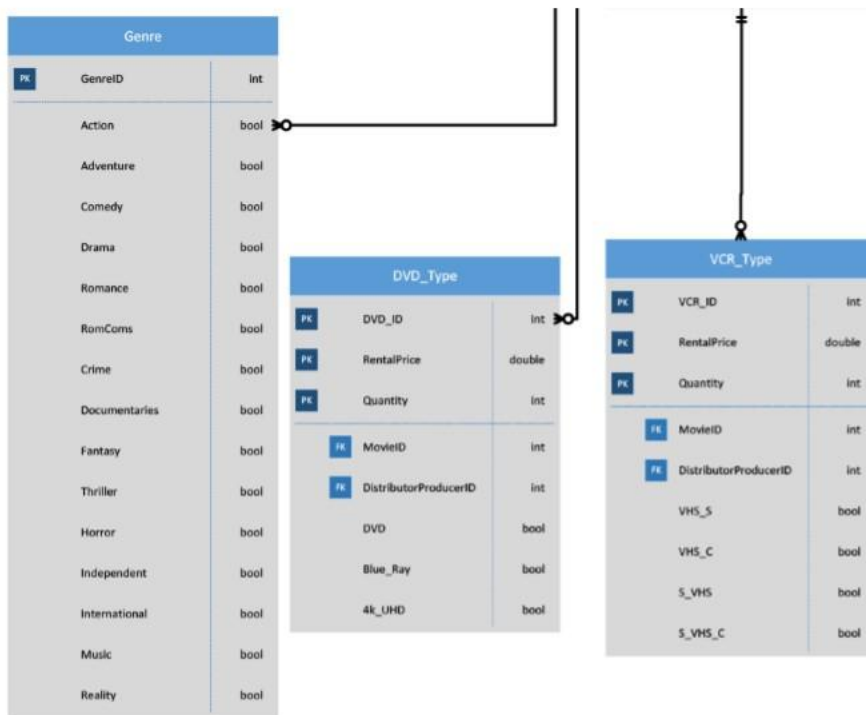 Genre
PK GenreID int
Action bool
Adventure bool
Comedy bool
Drama bool
Romance bool
RomComs bool
Crime bool
Documentaries bool
Fantasy bool
Thriller bool
Horror bool
Independent bool
International bool
Music bool
Reality bool
DVD_Type
PK DVD_ID int
PK RentalPrice double
PK Quantity int
FK MovieID int
FK DistributorProducerID int
DVD bool
Blue_Ray bool
4k_UHD bool
VCR_Type
PK VCR_ID int
PK RentalPrice double
PK Quantity int
FK MovieID int
FK DistributorProducerID int
VHS_S bool
VHS_C bool
S_VHS bool
S_VHS_C bool